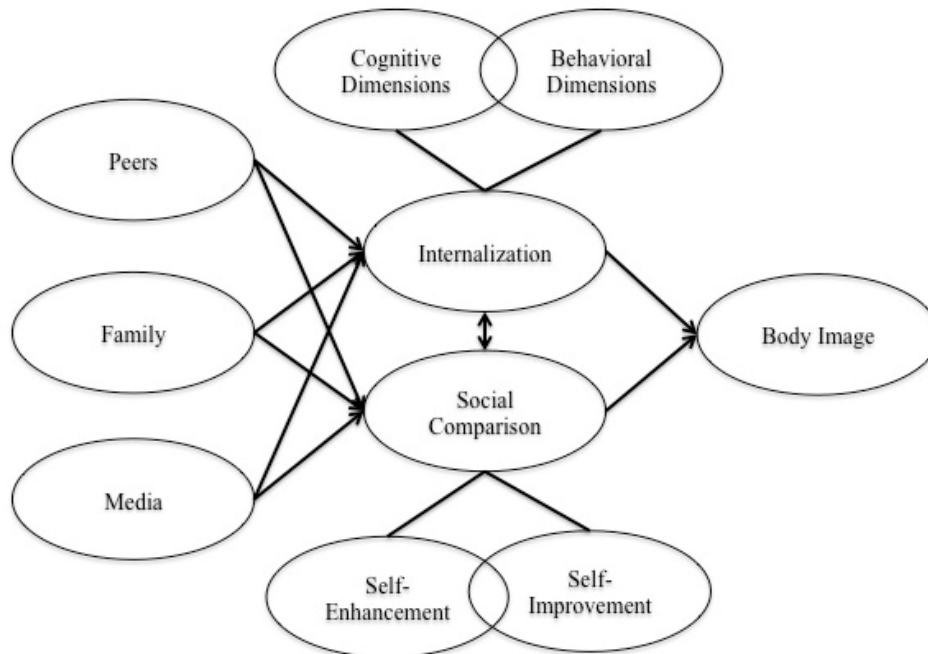 Cognitive
Dimensions
Behavioral
Dimensions
Peers
Internalization
Family
Body Image
Social
Comparison
Media
Self-
Enhancement
Self-
Improvement